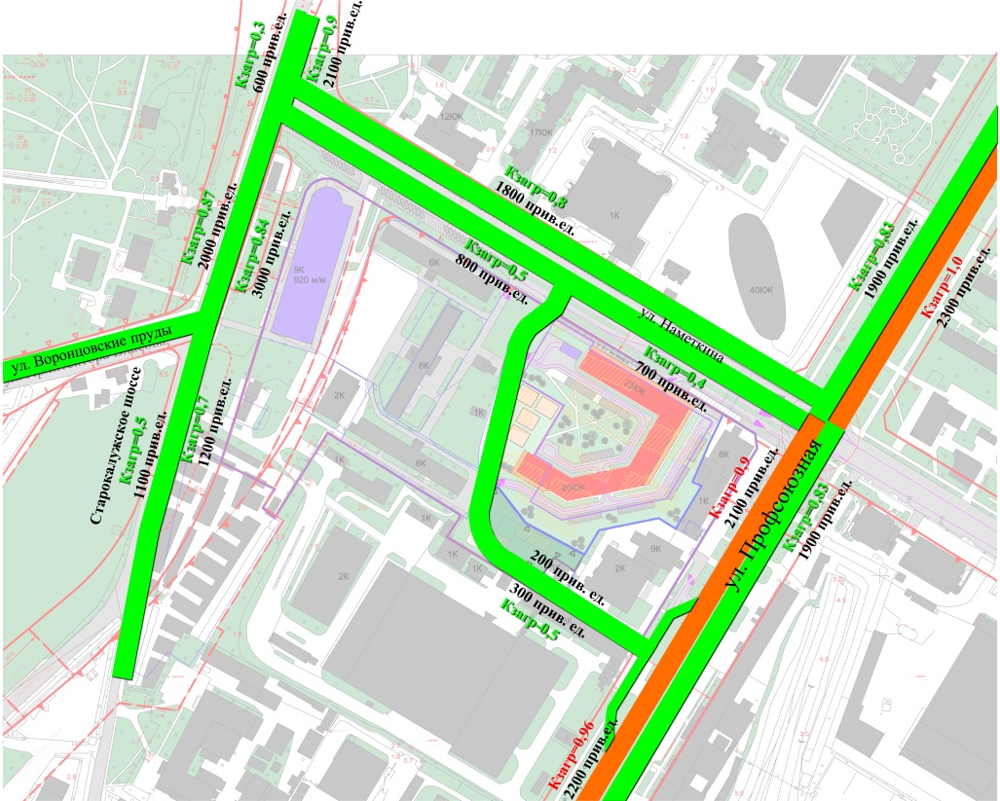 Кзагр=0,3
600 прив.ед.
Кзагр=0,9
2100 прив.ед.
12ЮК
17ЮК
1К
40ЮК
Кзагр=0,8
1800 прив.ед.
Кзагр=0,87
2000 прив.ед.
Кзагр=0,84
3000 прив.ед.
9К
920 м/м
6К
Кзагр=0,5
800 прив.ед.
Кзагр=0,83
1900 прив.ед.
Кзагр=1,0
2300 прив.ед.
ул. Воронцовские пруды
ул. Наметкина
Кзагр=0,4
700 прив.ед.
6К
2К
1К
Старокалужское шоссе
Кзагр=0,5
1100 прив.ед.
Кзагр=0,7
1200 прив.ед.
1К
6К
20ЮК
8К
1К
Кзагр=0,9
2100 прив.ед.
ул. Профсоюзная
Кзагр=0,83
1900 прив.ед.
2К
1К
1К
9К
2К
200 прив. ед.
300 прив. ед.
Кзагр-0,5
Кзагр=0,96
2200 прив.ед.